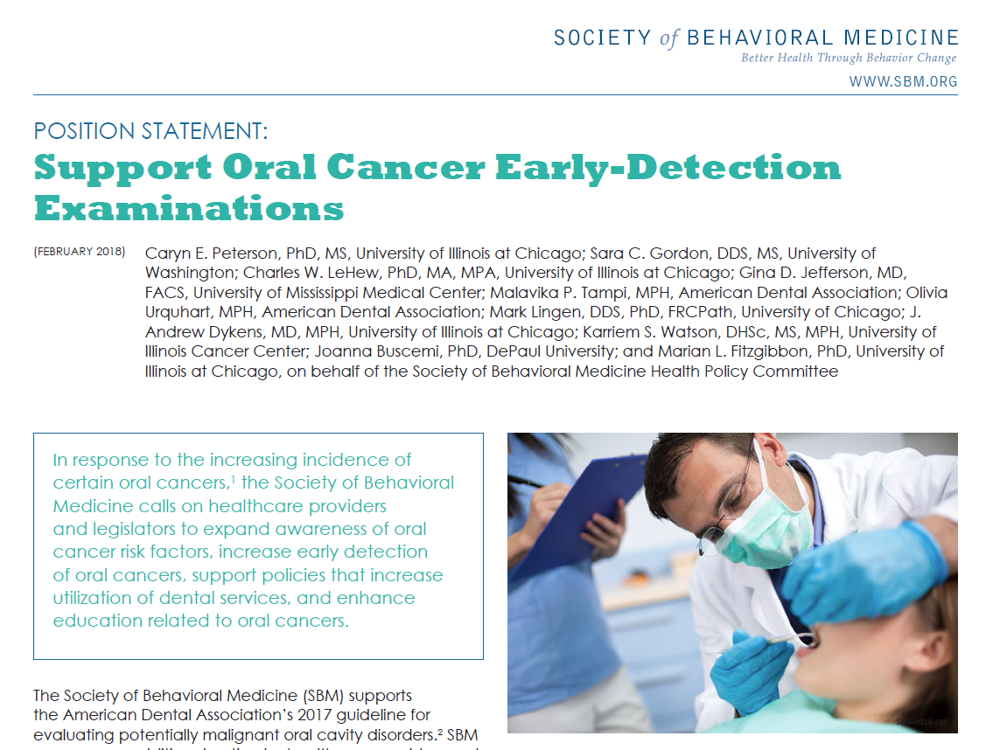 SOCIETY of BEHAVIORAL MEDICINE
Better Health Through Behavior Change
WWW.SBM.ORG
POSITION STATEMENT:
Support Oral Cancer Early-Detection
Examinations
(FEBRUARY 2018)
Caryn E. Peterson, PhD, MS, University of Illinois at Chicago; Sara C. Gordon, DDS, MS, University of
Washington; Charles W. LeHew, PhD, MA, MPA, University of Illinois at Chicago; Gina D. Jefferson, MD,
FACS, University of Mississippi Medical Center; Malavika P. Tampi, MPH, American Dental Association; Olivia
Urquhart, MPH, American Dental Association; Mark Lingen, DDS, PhD, FRCPath, University of Chicago; J.
Andrew Dykens, MD, MPH, University of Illinois at Chicago; Karriem S. Watson, DHSc, MS, MPH, University of
Illinois Cancer Center; Joanna Buscemi, PhD, DePaul University; and Marian L. Fitzgibbon, PhD, University of
Illinois at Chicago, on behalf of the Society of Behavioral Medicine Health Policy Committee
In response to the increasing incidence of
certain oral cancers,¹ the Society of Behavioral
Medicine calls on healthcare providers
and legislators to expand awareness of oral
cancer risk factors, increase early detection
of oral cancers, support policies that increase
utilization of dental services, and enhance
education related to oral cancers.
The Society of Behavioral Medicine (SBM) supports
the American Dental Association's 2017 guideline for
evaluating potentially malignant oral cavity disorders.² SBM